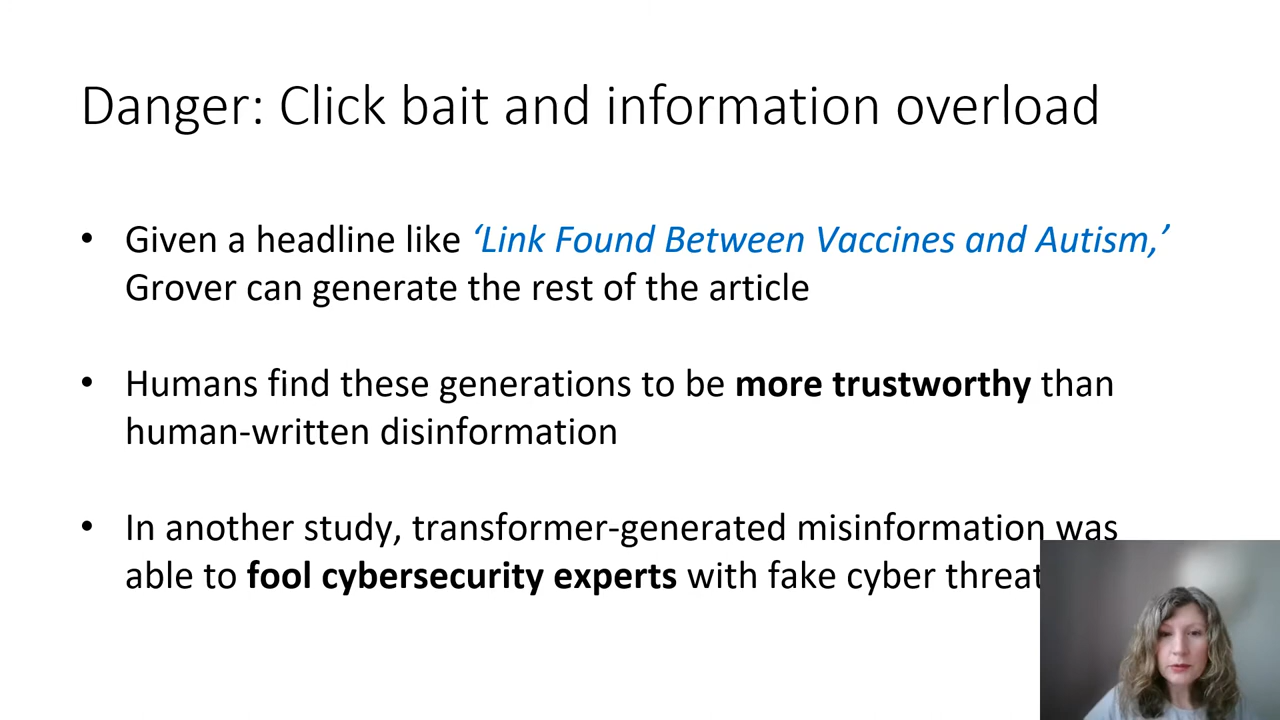 Danger: Click bait and information overload
• Given a headline like ‘Link Found Between Vaccines and Autism,’
Grover can generate the rest of the article
• Humans find these generations to be more trustworthy than
human-written disinformation
• In another study, transformer-generated misinformation was
able to fool cybersecurity experts with fake cyber